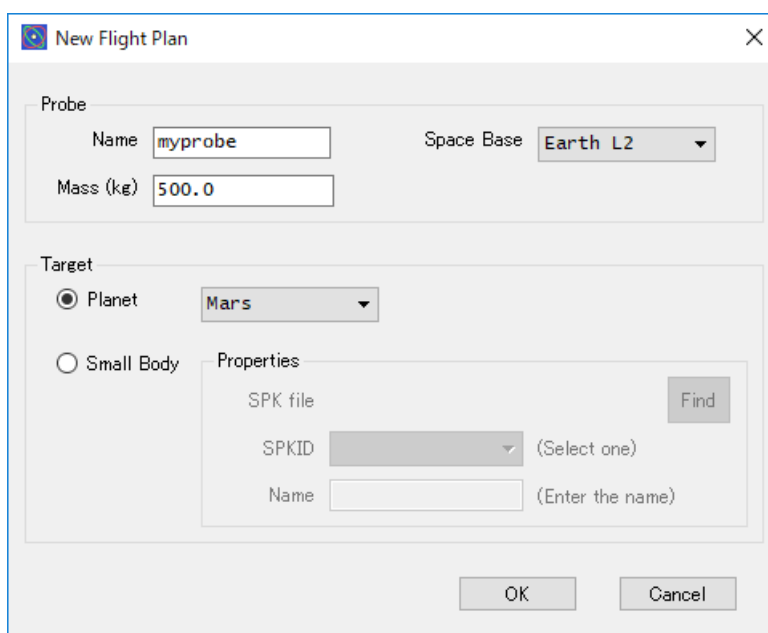 New Flight Plan
Probe
Name myprobe Space Base Earth L2
Mass (kg) 500.0
Target
Planet Mars
Small Body Properties
SPK file Find
SPKID (Select one)
Name (Enter the name)
OK Cancel